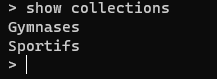 > show collections
Gymnases
Sportifs
>